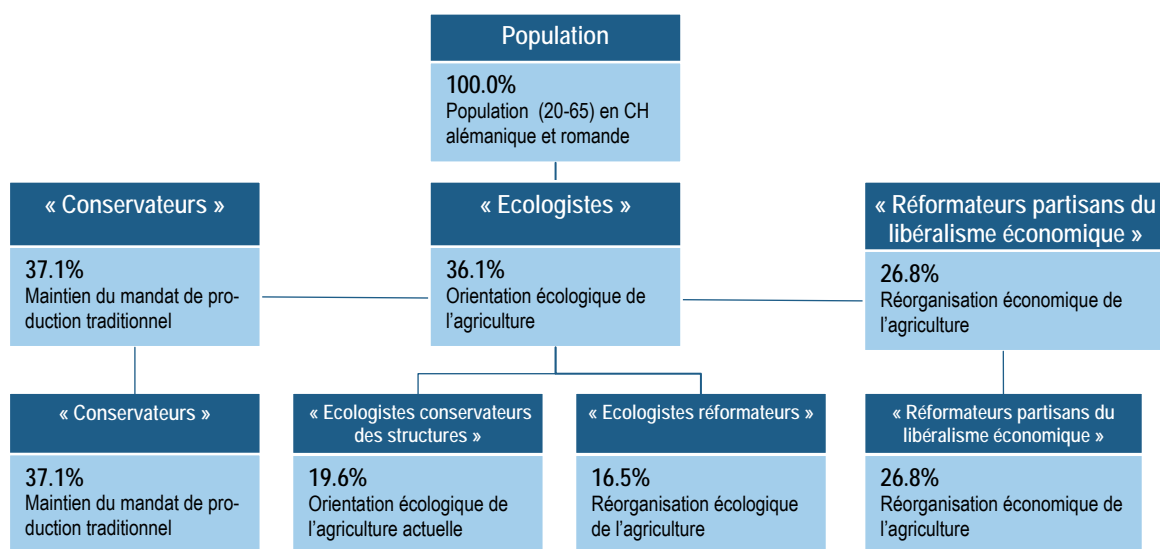 Population
100.0%
Population (20-65) en CH
alémanique et romande
« Conservateurs »
37.1%
Maintien du mandat de pro-
duction traditionnel
« Ecologistes »
36.1%
Orientation écologique de
l'agriculture
« Réformateurs partisans du
libéralisme économique »
26.8%
Réorganisation économique de
l'agriculture
« Conservateurs »
37.1%
Maintien du mandat de pro-
duction traditionnel
« Ecologistes conservateurs
des structures »
19.6%
Orientation écologique de
l'agriculture actuelle
« Ecologistes réformateurs »
16.5%
Réorganisation écologique
de l'agriculture
« Réformateurs partisans du
libéralisme économique »
26.8%
Réorganisation économique de
l'agriculture